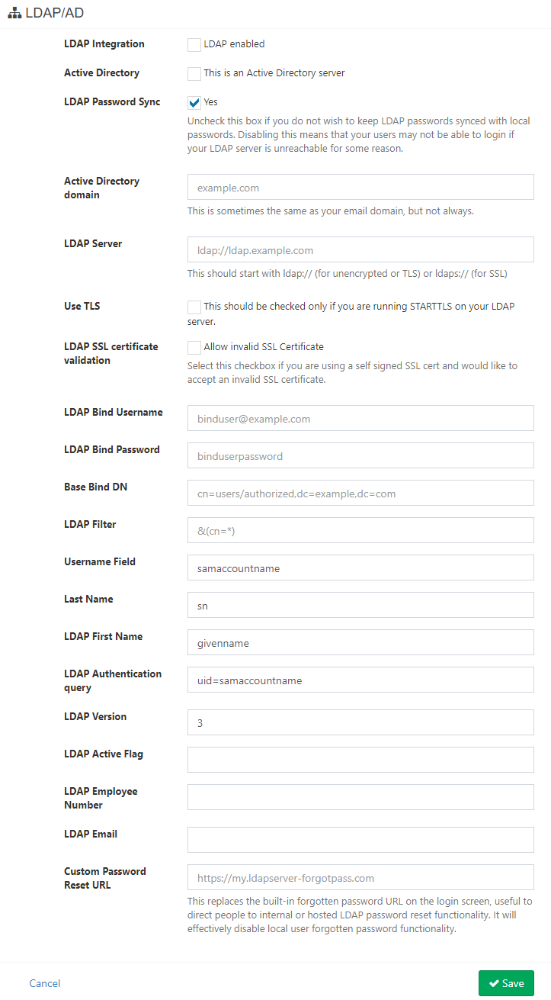 LDAP/AD
LDAP Integration
LDAP enabled
Active Directory
This is an Active Directory server
LDAP Password Sync
Yes
Uncheck this box if you do not wish to keep LDAP passwords synced with local
passwords. Disabling this means that your users may not be able to login if
your LDAP server is unreachable for some reason.
Active Directory
domain
example.com
This is sometimes the same as your email domain, but not always.
LDAP Server
ldap://ldap.example.com
This should start with ldap:// (for unencrypted or TLS) or ldaps:// (for SSL)
Use TLS
This should be checked only if you are running STARTTLS on your LDAP
server.
LDAP SSL certificate
validation
Allow invalid SSL Certificate
Select this checkbox if you are using a self signed SSL cert and would like to
accept an invalid SSL certificate.
LDAP Bind Username
binduser@example.com
LDAP Bind Password
binduserpassword
Base Bind DN
cn=users/authorized,dc=example,dc=com
LDAP Filter
&(cn=*)
Username Field
samaccountname
Last Name
sn
LDAP First Name
givenname
LDAP Authentication
query
uid=samaccountname
LDAP Version
3
LDAP Active Flag
LDAP Employee
Number
LDAP Email
Custom Password
Reset URL
https://my.ldapserver-forgotpass.com
This replaces the built-in forgotten password URL on the login screen, useful to
direct people to internal or hosted LDAP password reset functionality. It will
effectively disable local user forgotten password functionality.
Cancel
Save